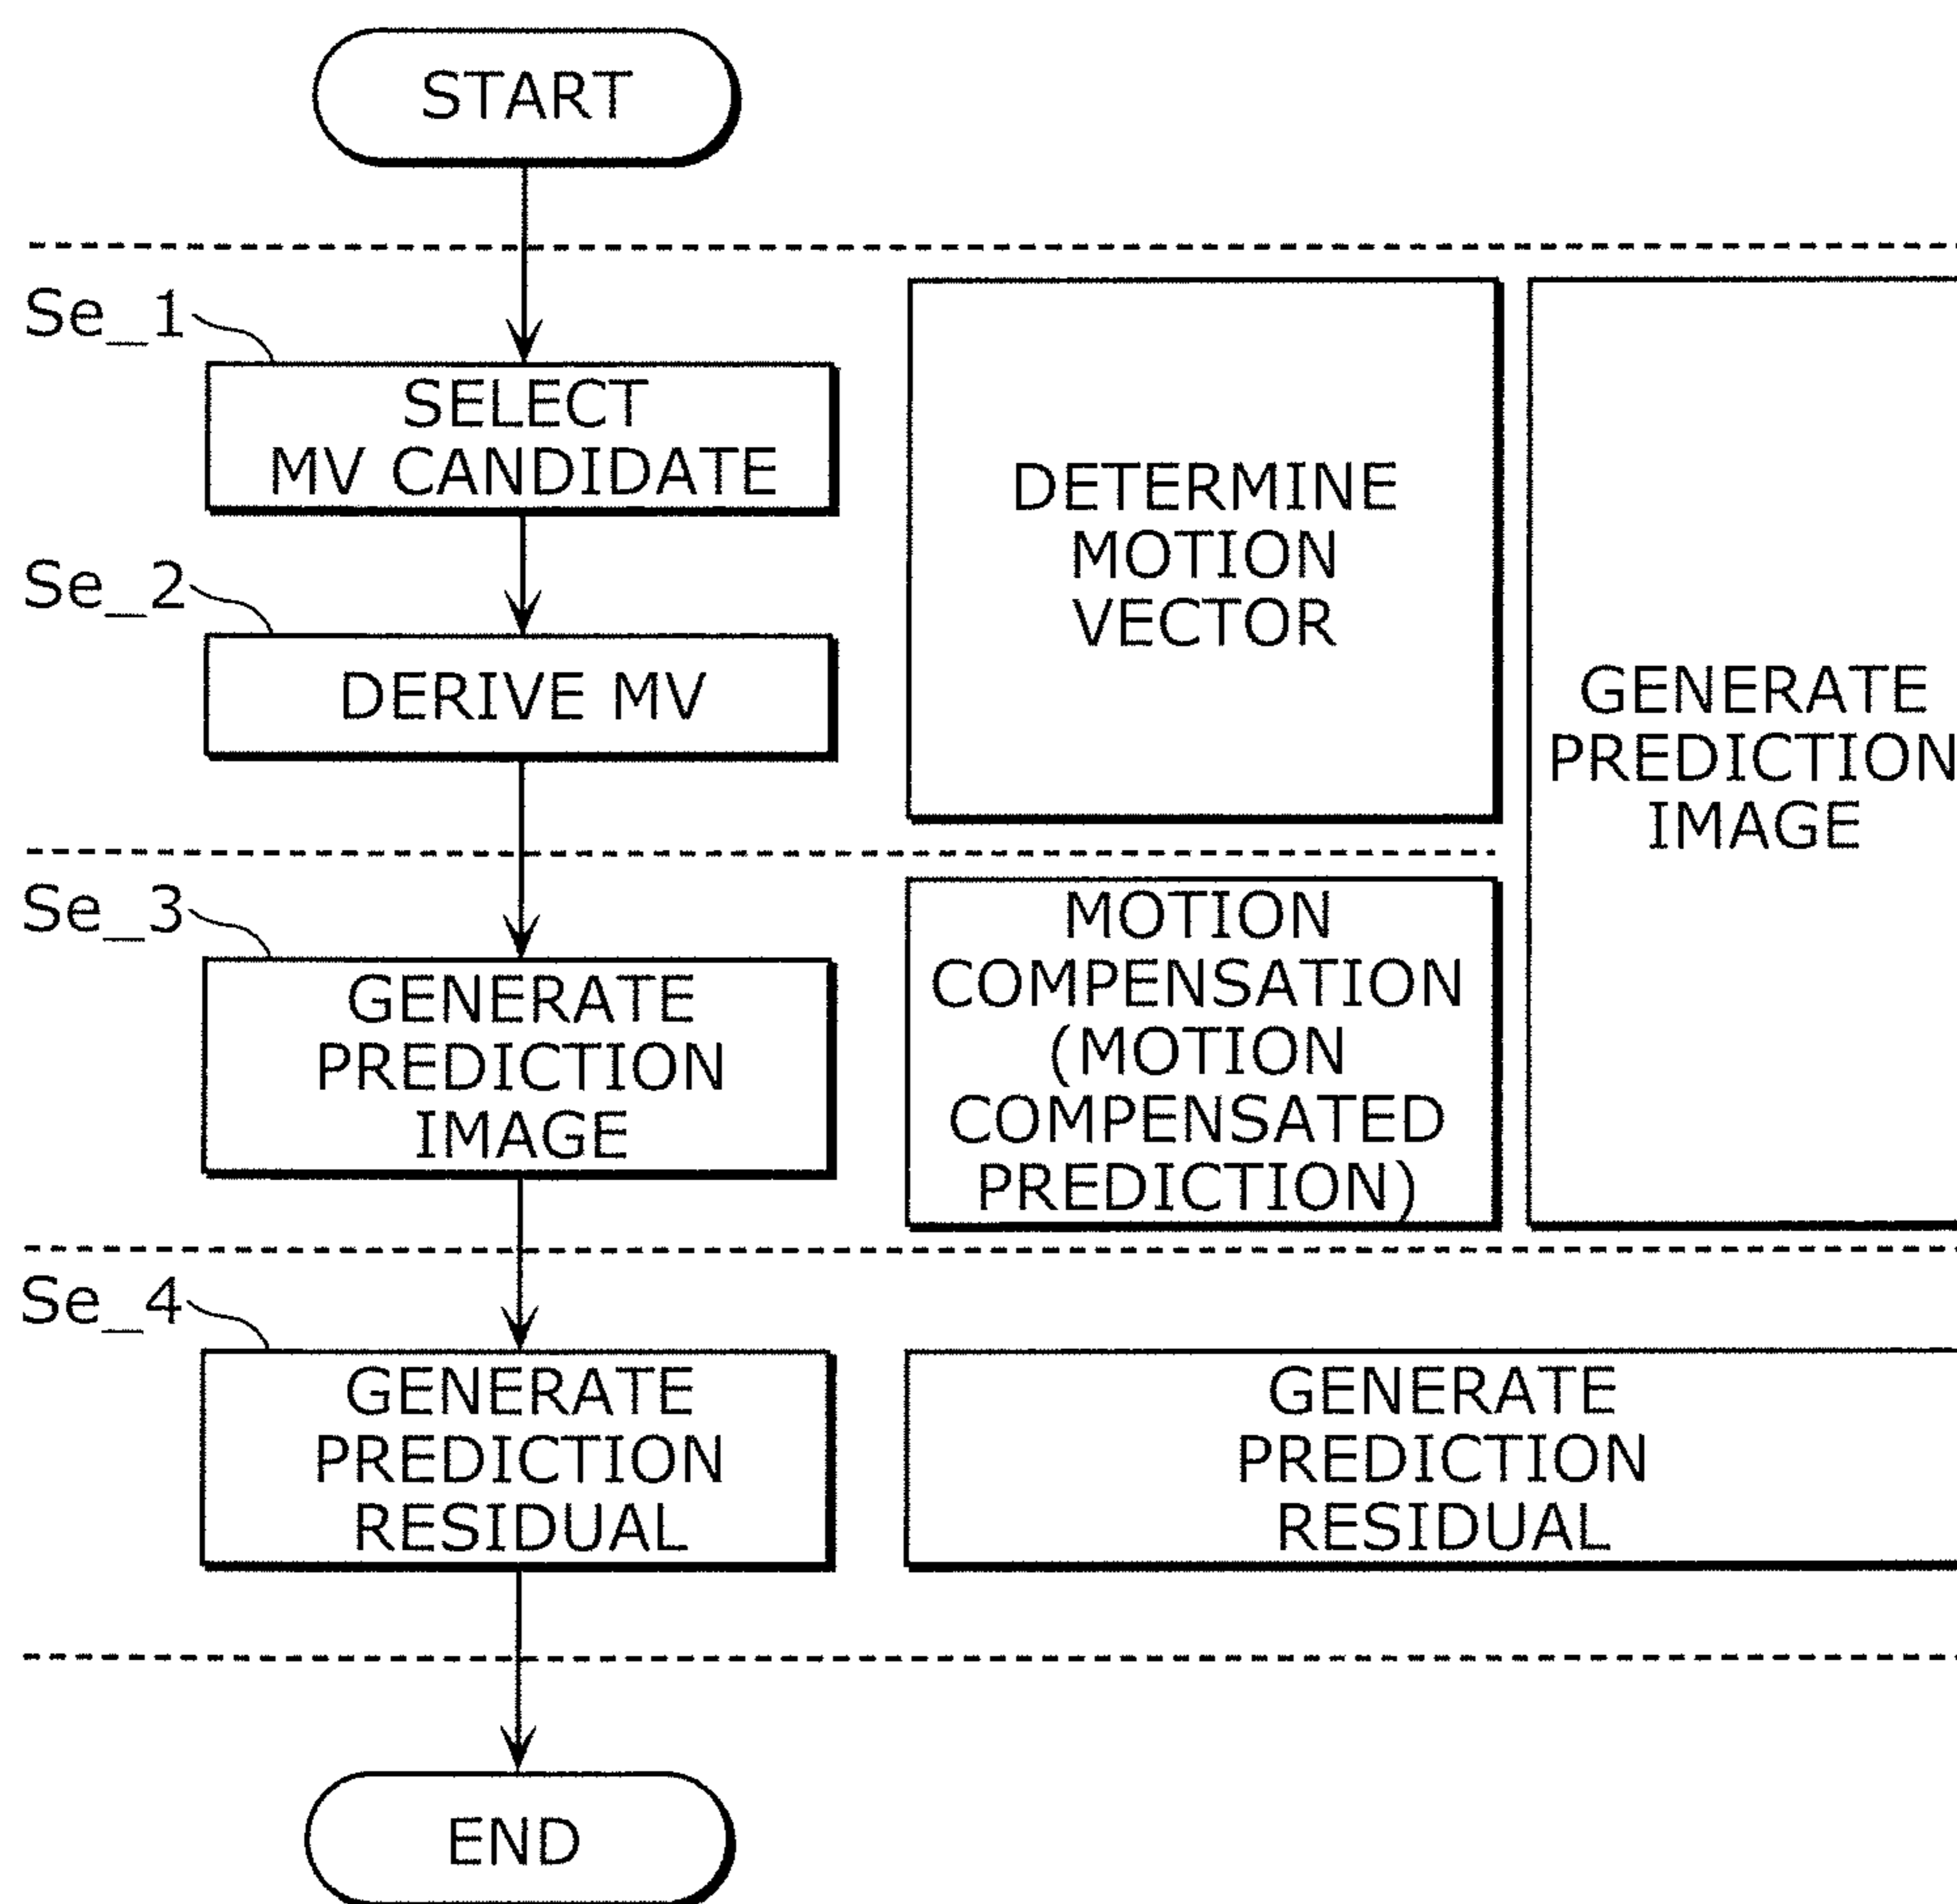 START
Se_1
SELECT
MV CANDIDATE
Se_2
DERIVE MV
DETERMINE
MOTION
VECTOR
GENERATE
PREDICTION
IMAGE
Se_3
GENERATE
PREDICTION
IMAGE
MOTION
COMPENSATION
(MOTION
COMPENSATED
PREDICTION)
Se_4
GENERATE
PREDICTION
RESIDUAL
GENERATE
PREDICTION
RESIDUAL
END